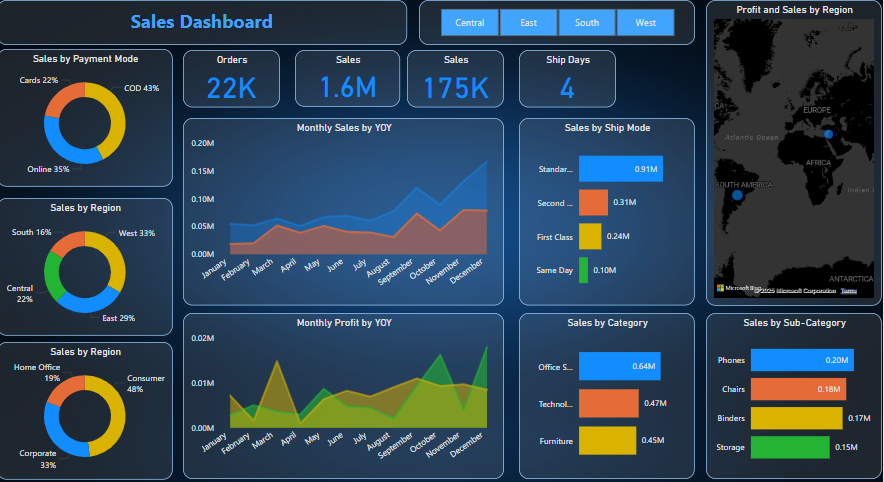 Sales Dashboard
Central
East
South
West
Profit and Sales by Region
Sales by Payment Mode
Cards 22%
COD 43%
Online 35%
Orders
22K
Sales
1.6M
Sales
175K
Ship Days
4
EUROPE
Atlantic Ocean
AFRICA
SOUTH AMERICA
Indian
ANTARCTICA
CA
Microsoft Bing
©2025 Microsoft Corporation
Terms
Monthly Sales by YOY
0.20M
0.15M
0.10M
0.05M
0.00M
January
February
March
April
May
June
July
August
September
October
November
December
Sales by Ship Mode
Standar...
0.91M
Second ...
0.31M
First Class
0.24M
Same Day
0.10M
Sales by Region
South 16%
West 33%
Central
22%
East 29%
Sales by Region
Home Office
19%
Consumer
48%
Corporate
33%
Monthly Profit by YOY
0.02M
0.01M
0.00M
January
February
March
April
May
June
July
August
September
October
November
December
Sales by Category
Office S...
0.64M
Technol...
0.47M
Furniture
0.45M
Sales by Sub-Category
Phones
0.20M
Chairs
0.18M
Binders
0.17M
Storage
0.15M